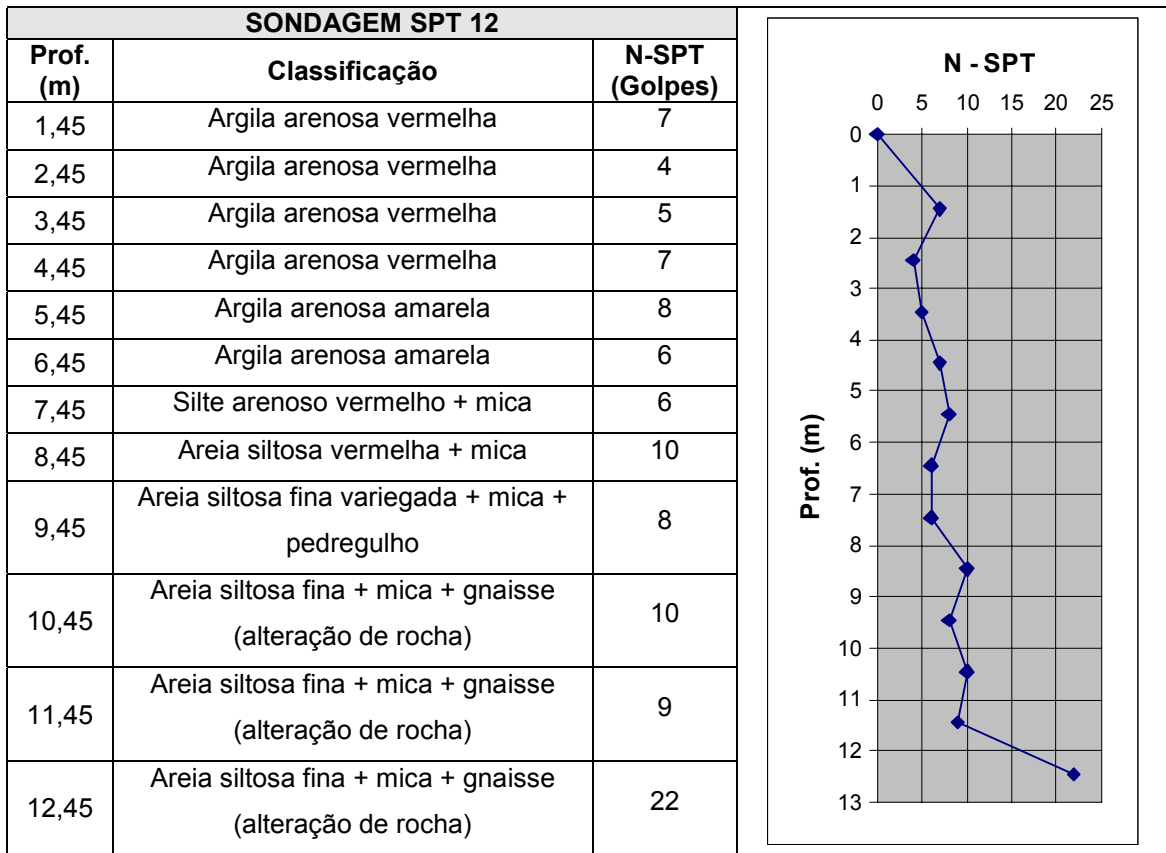 SONDAGEM SPT 12
Prof. (m) Classificação N-SPT (Golpes)
1,45 Argila arenosa vermelha 7
2,45 Argila arenosa vermelha 4
3,45 Argila arenosa vermelha 5
4,45 Argila arenosa vermelha 7
5,45 Argila arenosa amarela 8
6,45 Argila arenosa amarela 6
7,45 Silte arenoso vermelho + mica 6
8,45 Areia siltosa vermelha + mica 10
9,45 Areia siltosa fina variegada + mica +
pedregulho 8
10,45 Areia siltosa fina + mica + gnaisse
(alteração de rocha) 10
11,45 Areia siltosa fina + mica + gnaisse
(alteração de rocha) 9
12,45 Areia siltosa fina + mica + gnaisse
(alteração de rocha) 22
N - SPT
0 5 10 15 20 25
Prof. (m)
0
1
2
3
4
5
6
7
8
9
10
11
12
13